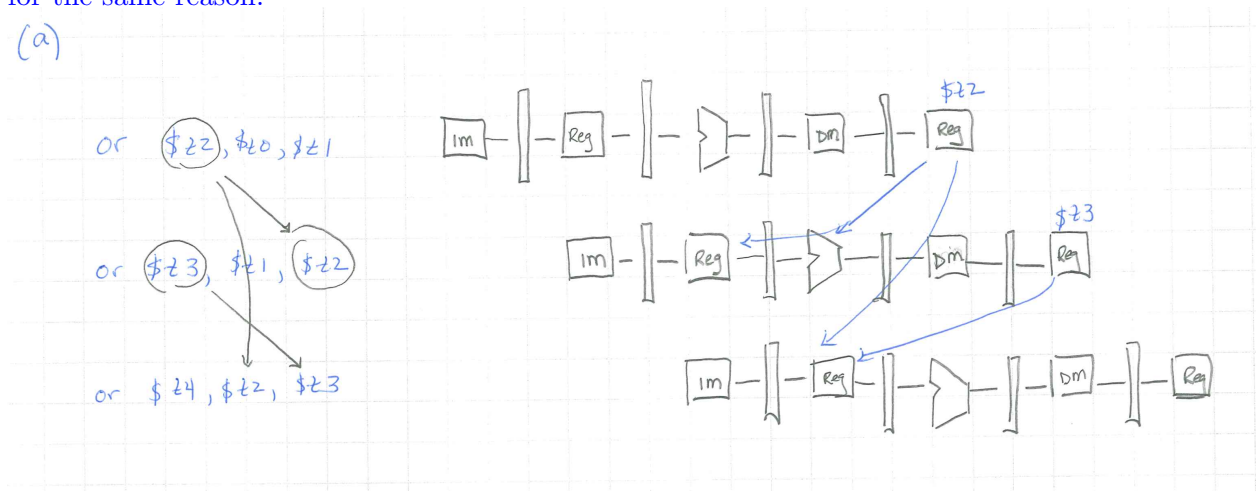 for the same reason.
(a)
$t2
or $t2, $t0, $t1 Im Reg Dm Reg
$t3
or $t3, $t1, $t2 Im Reg Dm Reg
or $t4, $t2, $t3 Im Reg Dm Reg